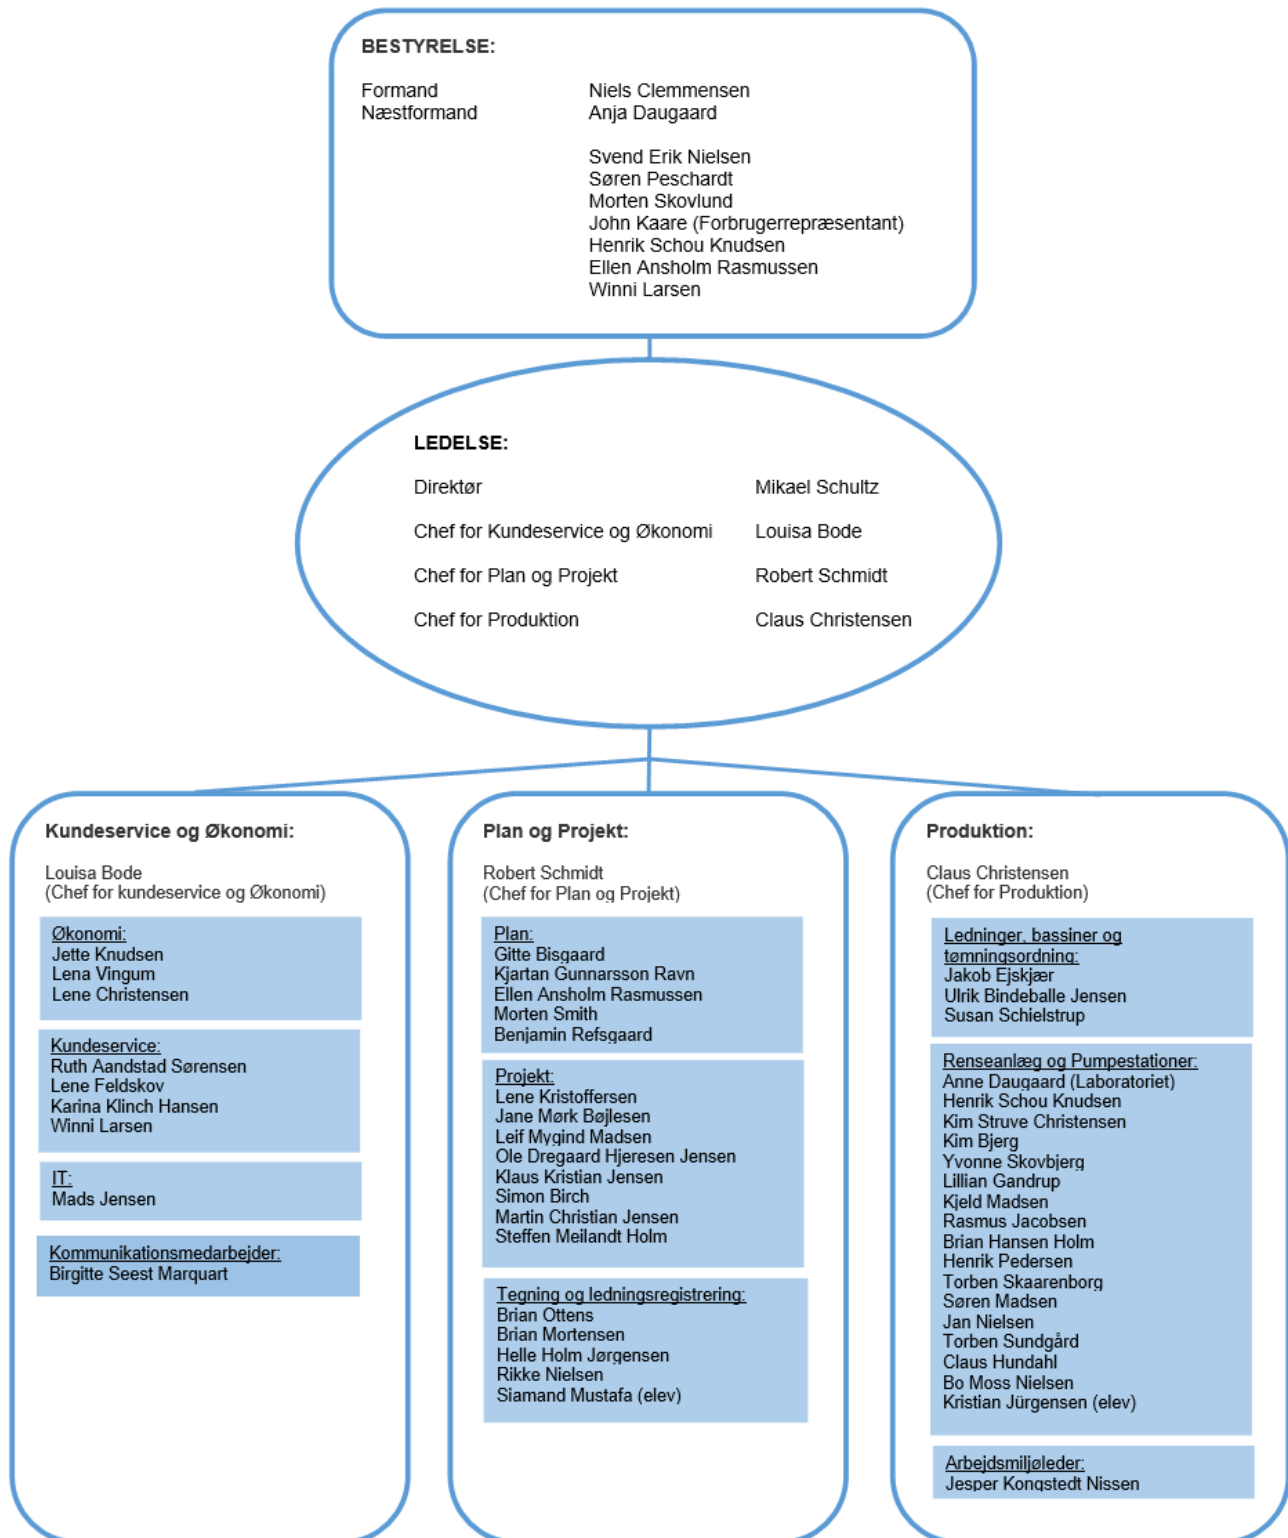 BESTYRELSE:
Formand Niels Clemmensen
Næstformand Anja Daugaard
Svend Erik Nielsen
Søren Peschardt
Morten Skovlund
John Kaare (Forbrugerrepræsentant)
Henrik Schou Knudsen
Ellen Ansholm Rasmussen
Winni Larsen
LEDELSE:
Direktør Mikael Schultz
Chef for Kundeservice og Økonomi Louisa Bode
Chef for Plan og Projekt Robert Schmidt
Chef for Produktion Claus Christensen
Kundeservice og Økonomi:
Louisa Bode
(Chef for kundeservice og Økonomi)
Økonomi:
Jette Knudsen
Lena Vingum
Lene Christensen
Kundeservice:
Ruth Aandstad Sørensen
Lene Feldskov
Karina Klinch Hansen
Winni Larsen
IT:
Mads Jensen
Kommunikationsmedarbejder:
Birgitte Seest Marquart
Plan og Projekt:
Robert Schmidt
(Chef for Plan og Projekt)
Plan:
Gitte Bisgaard
Kjartan Gunnarsson Ravn
Ellen Ansholm Rasmussen
Morten Smith
Benjamin Refsgaard
Projekt:
Lene Kristoffersen
Jane Mørk Bøjlesen
Leif Mygind Madsen
Ole Dregaard Hjeresen Jensen
Klaus Kristian Jensen
Simon Birch
Martin Christian Jensen
Steffen Meilandt Holm
Tegning og ledningsregistrering:
Brian Ottens
Brian Mortensen
Helle Holm Jørgensen
Rikke Nielsen
Siamand Mustafa (elev)
Produktion:
Claus Christensen
(Chef for Produktion)
Ledninger, bassiner og
tømningsordning:
Jakob Ejskjær
Ulrik Bindeballe Jensen
Susan Schielstrup
Renseanlæg og Pumpestationer:
Anne Daugaard (Laboratoriet)
Henrik Schou Knudsen
Kim Struve Christensen
Kim Bjerg
Yvonne Skovbjerg
Lillian Gandrup
Kjeld Madsen
Rasmus Jacobsen
Brian Hansen Holm
Henrik Pedersen
Torben Skaarenborg
Søren Madsen
Jan Nielsen
Torben Sundgård
Claus Hundahl
Bo Moss Nielsen
Kristian Jürgensen (elev)
Arbejdsmiljøleder:
Jesper Kongstedt Nissen